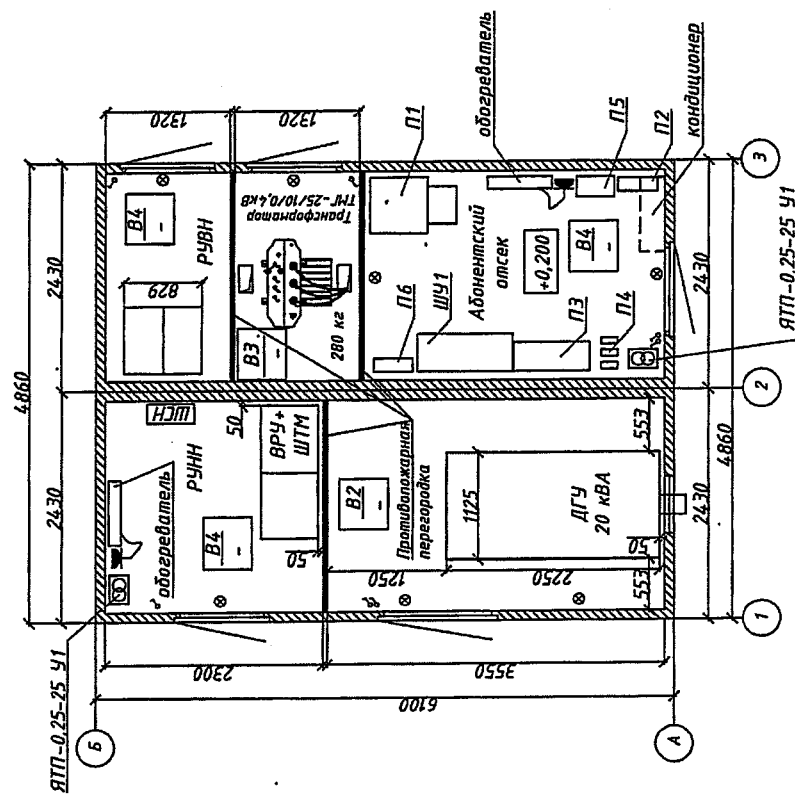 4860
2430
2430
1320
1320
В4
-
РУВН
829
Трансформатор
ТМГ-25/10/0,4кВ
В3
-
280 кг
Противопожарная
перегородка
Абонентский
отсек
+0,200
В4
-
П1
обогреватель
П5
П2
кондиционер
П6
ШУ1
П3
П4
ЯТП-0.25-25 У1
ШСН
РУНН
50
ВРУ+
ШТМ
обогреватель
В4
-
50
В2
-
553
1125
ДГУ
20 кВА
50
1250
2250
553
2300
3550
6100
2430
2430
4860
ЯТП-0.25-25 У1
Б
А
1
2
3